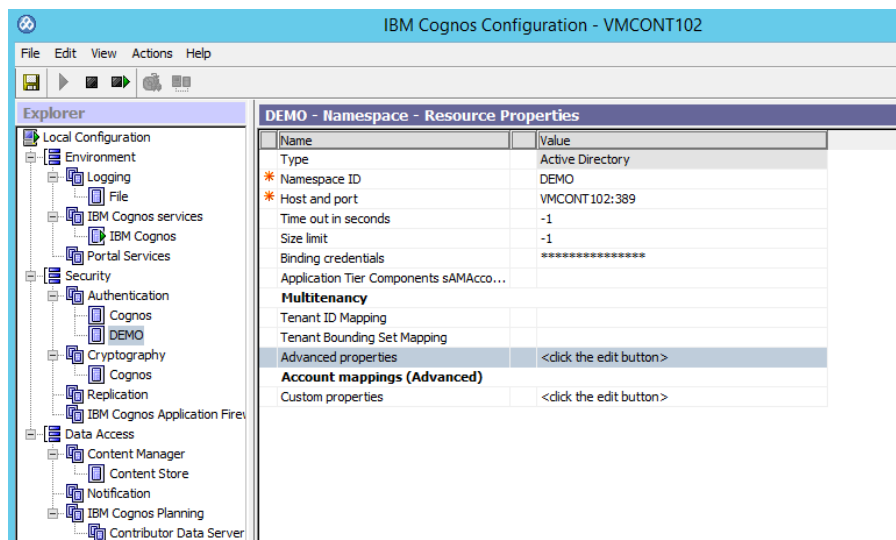 IBM Cognos Configuration - VMCONT102
File Edit View Actions Help
Explorer
Local Configuration
Environment
Logging
File
IBM Cognos services
IBM Cognos
Portal Services
Security
Authentication
Cognos
DEMO
Cryptography
Cognos
Replication
IBM Cognos Application Firew
Data Access
Content Manager
Content Store
Notification
IBM Cognos Planning
Contributor Data Server
DEMO - Namespace - Resource Properties
Name Value
Type Active Directory
* Namespace ID DEMO
* Host and port VMCONT102:389
Time out in seconds -1
Size limit -1
Binding credentials ***************
Application Tier Components sAMAcco...
Multitenancy
Tenant ID Mapping
Tenant Bounding Set Mapping
Advanced properties <click the edit button>
Account mappings (Advanced)
Custom properties <click the edit button>